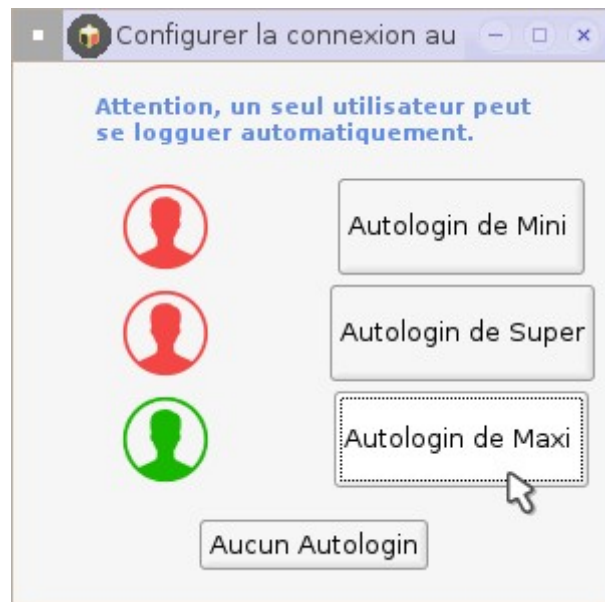 Configurer la connexion au
Attention, un seul utilisateur peut
se logguer automatiquement.
Autologin de Mini
Autologin de Super
Autologin de Maxi
Aucun Autologin